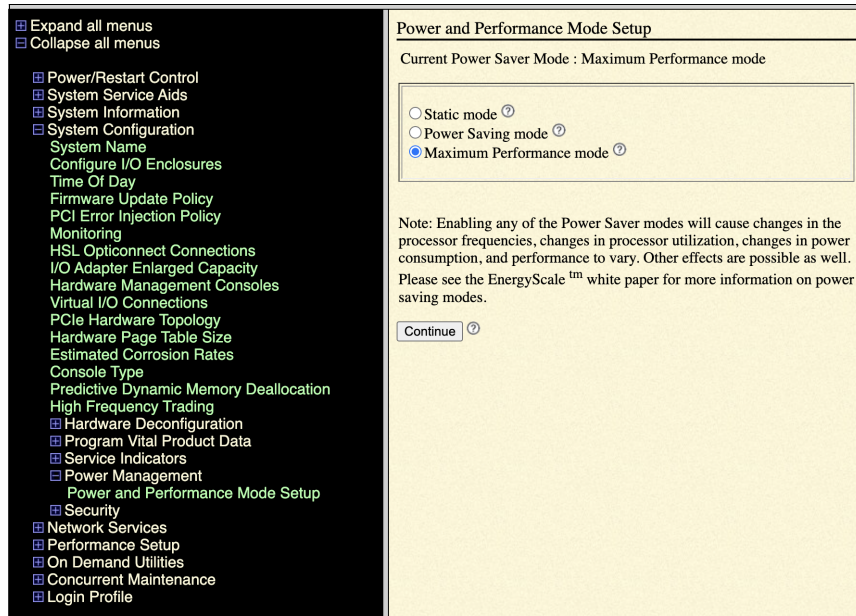 Expand all menus
Collapse all menus
Power/Restart Control
System Service Aids
System Information
System Configuration
System Name
Configure I/O Enclosures
Time Of Day
Firmware Update Policy
PCI Error Injection Policy
Monitoring
HSL Opticonnect Connections
I/O Adapter Enlarged Capacity
Hardware Management Consoles
Virtual I/O Connections
PCIe Hardware Topology
Hardware Page Table Size
Estimated Corrosion Rates
Console Type
Predictive Dynamic Memory Deallocation
High Frequency Trading
Hardware Deconfiguration
Program Vital Product Data
Service Indicators
Power Management
Power and Performance Mode Setup
Security
Network Services
Performance Setup
On Demand Utilities
Concurrent Maintenance
Login Profile
Power and Performance Mode Setup
Current Power Saver Mode : Maximum Performance mode
Static mode ?
Power Saving mode ?
Maximum Performance mode ?
Note: Enabling any of the Power Saver modes will cause changes in the
processor frequencies, changes in processor utilization, changes in power
consumption, and performance to vary. Other effects are possible as well.
Please see the EnergyScale tm white paper for more information on power
saving modes.
Continue ?